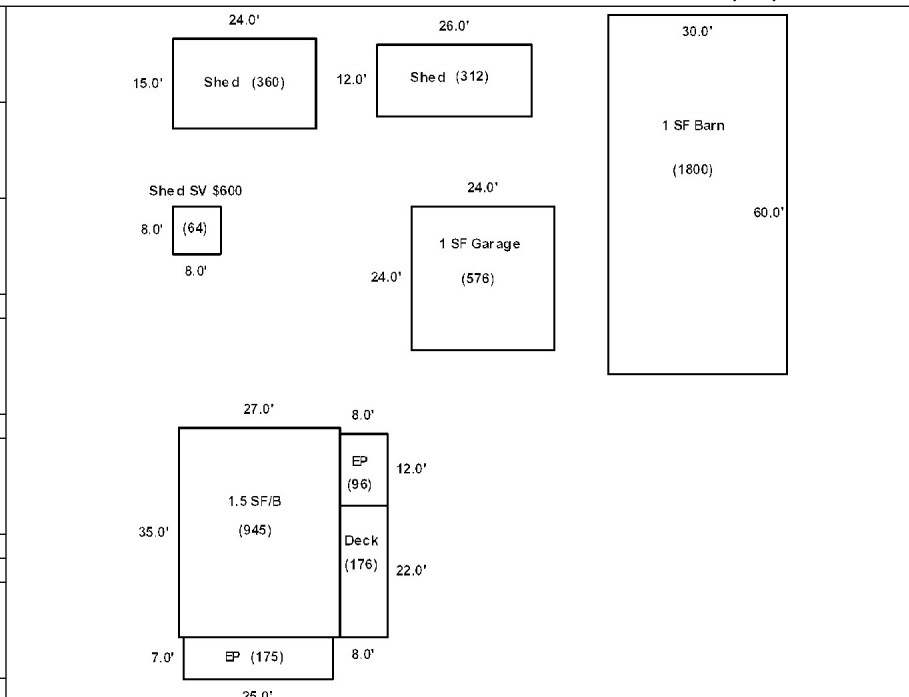 24.0'
15.0'
Shed (360)
26.0'
12.0'
Shed (312)
30.0'
1 SF Barn
(1800)
60.0'
Shed SV $600
8.0'
(64)
8.0'
24.0'
1 SF Garage
24.0'
(576)
27.0'
8.0'
EP
12.0'
(96)
1.5 SF/B
(945)
35.0'
Deck
(176)
22.0'
7.0'
EP (175)
8.0'
25.0'